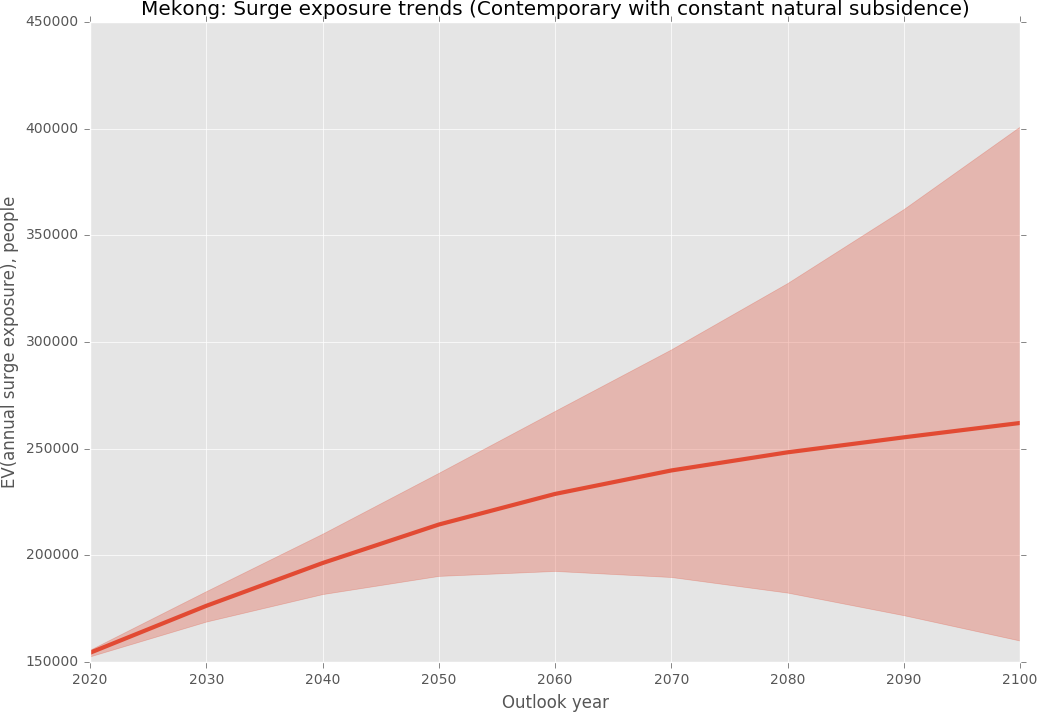 Mekong: Surge exposure trends (Contemporary with constant natural subsidence)
EV(annual surge exposure), people
450000
400000
350000
300000
250000
200000
150000
2020 2030 2040 2050 2060 2070 2080 2090 2100
Outlook year